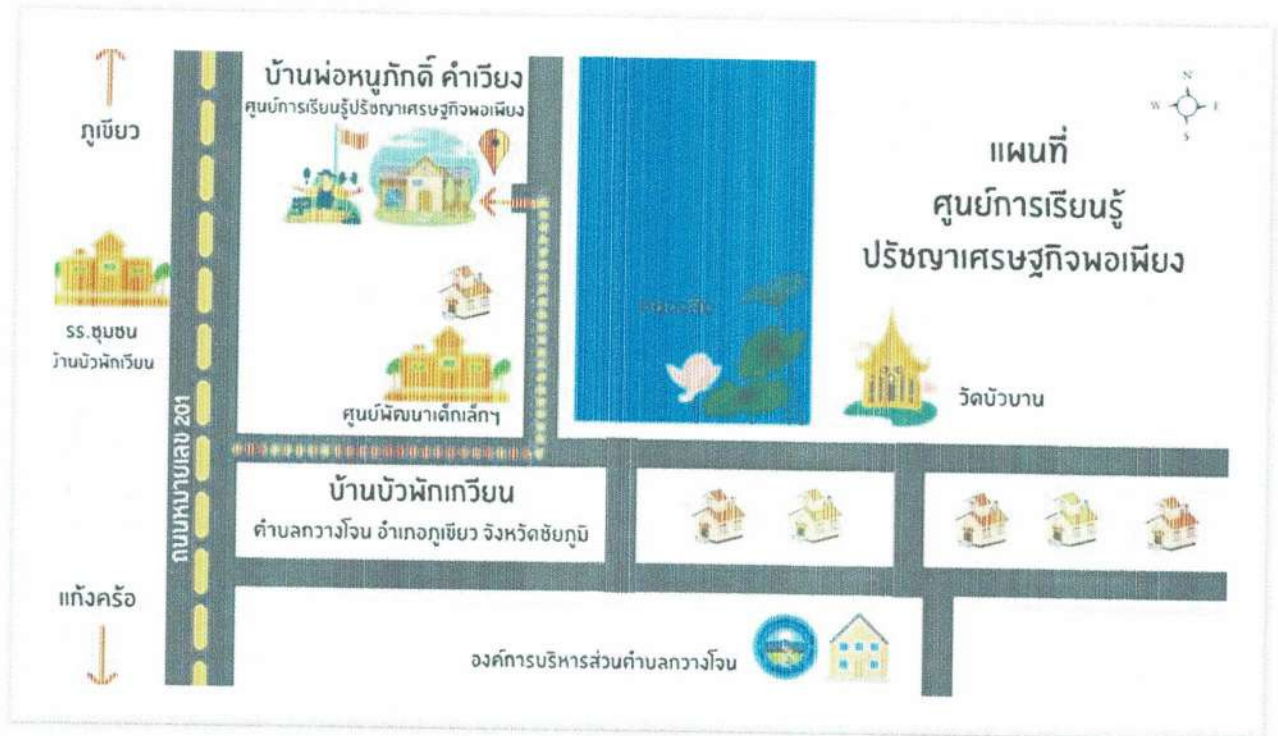 N
W E
S
ภูเขียว
บ้านพ่อหนูภักดิ์ คำเวียง
ศูนย์การเรียนรู้ปรัชญาเศรษฐกิจพอเพียง
แผนที่
ศูนย์การเรียนรู้
ปรัชญาเศรษฐกิจพอเพียง
รร.ชุมชน
บ้านบัวพักเวียน
ศูนย์พัฒนาเด็กเล็กฯ
วัดบัวบาน
ถนนหมายเลข 201
บ้านบัวพักเกวียน
ตำบลกวางโจน อำเภอภูเขียว จังหวัดชัยภูมิ
แก้งคร้อ
องค์การบริหารส่วนตำบลกวางโจน